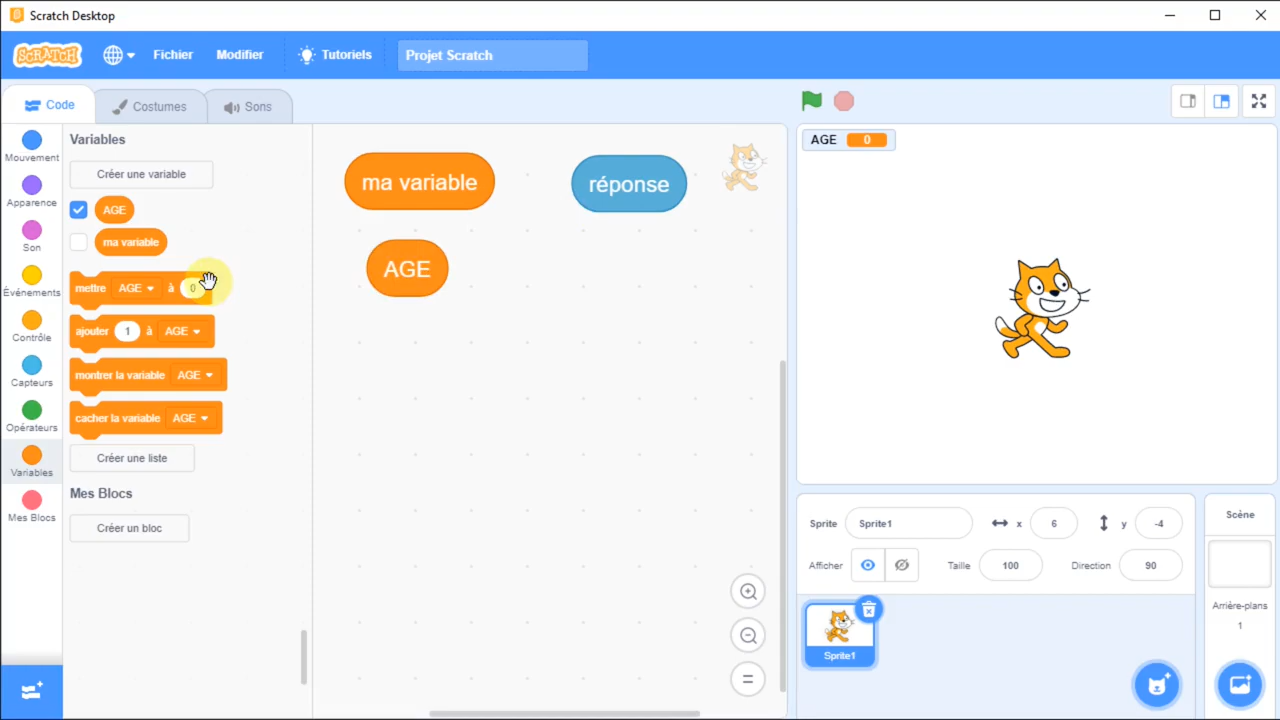 Scratch Desktop
SCRATCH
Fichier
Modifier
Tutoriels
Projet Scratch
Code
Costumes
Sons
Mouvement
Apparence
Son
Événements
Contrôle
Capteurs
Opérateurs
Variables
Mes Blocs
Variables
Créer une variable
AGE
ma variable
mettre AGE à 0
ajouter 1 à AGE
montrer la variable AGE
cacher la variable AGE
Créer une liste
Mes Blocs
Créer un bloc
ma variable
réponse
AGE
AGE 0
Sprite Sprite1 x 6 y -4
Afficher Taille 100 Direction 90
Sprite1
Scène
Arrière-plans
1